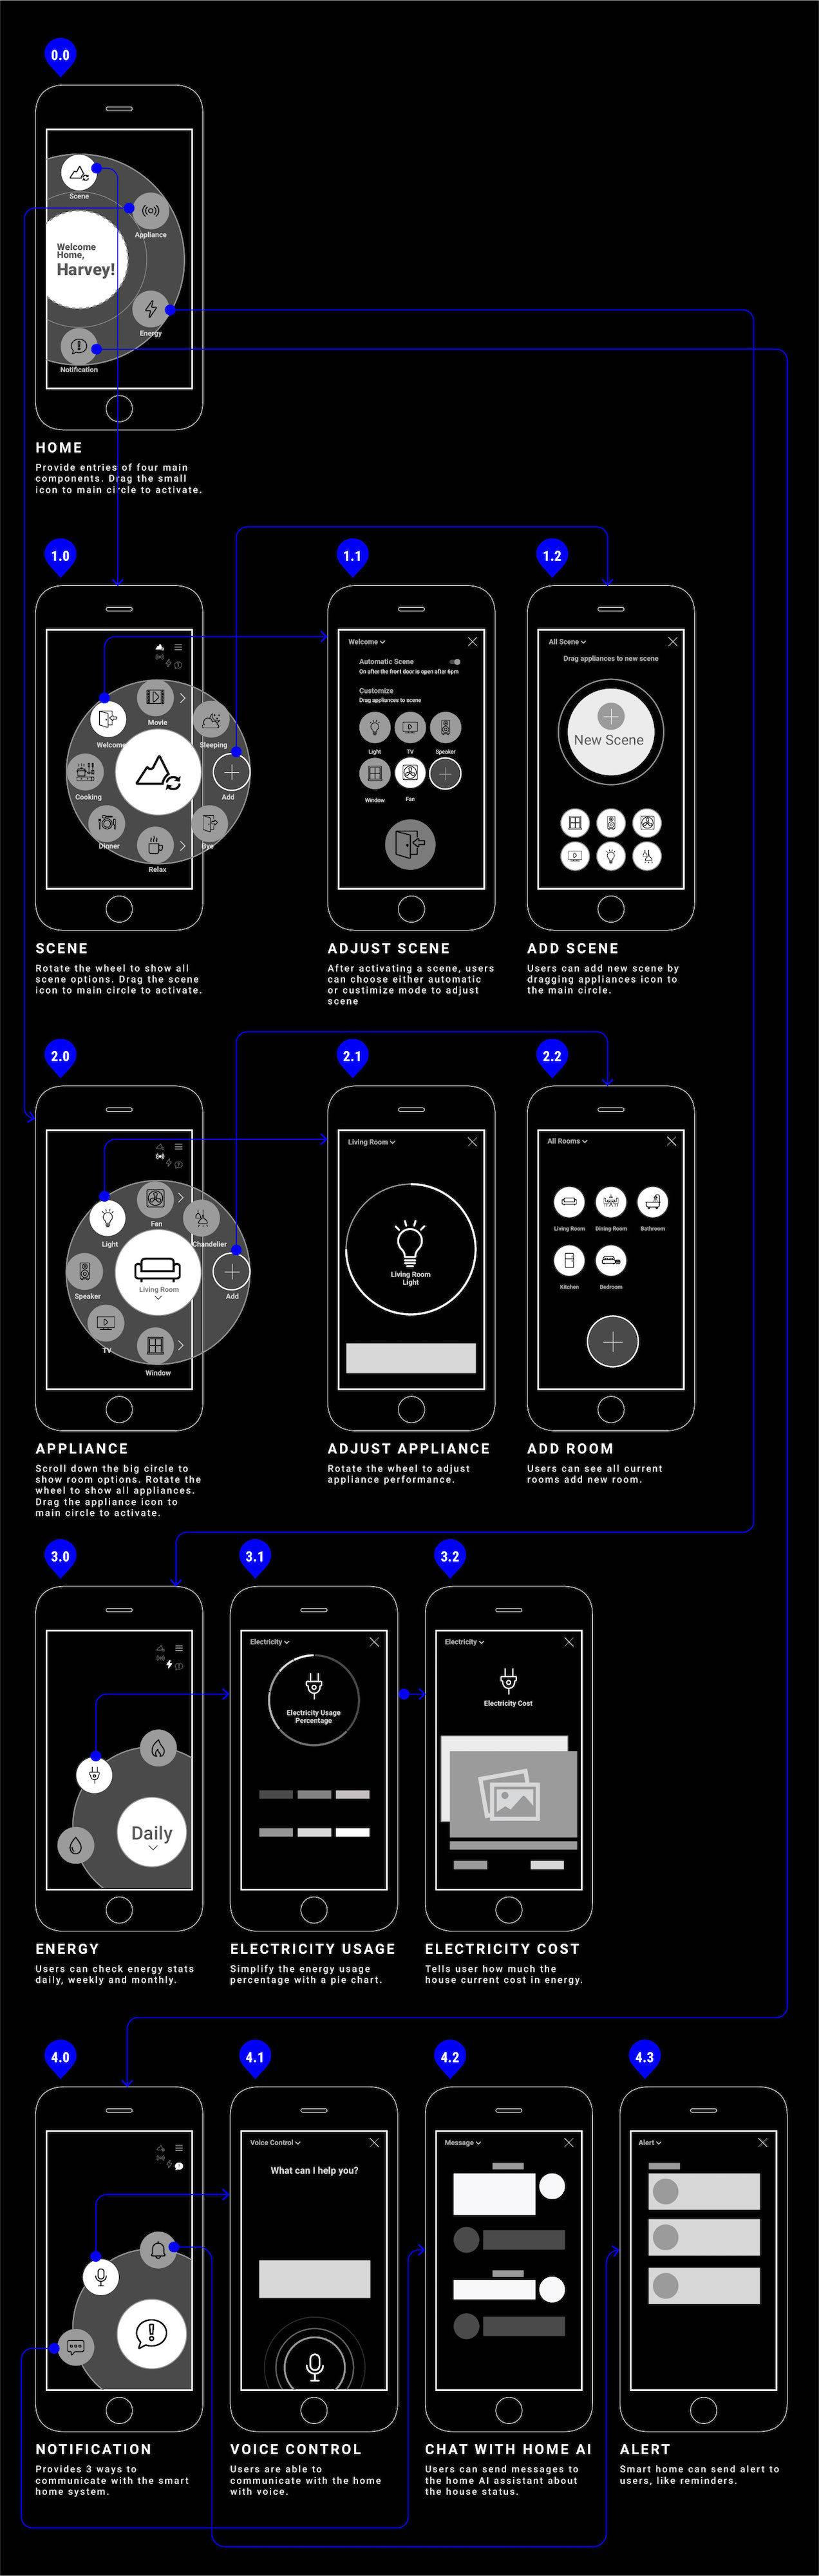 0.0
Scene
Appliance
Welcome
Home,
Harvey!
Energy
Notification
HOME
Provide entries of four main
components. Drag the small
icon to main circle to activate.
1.0
1.1
1.2
Movie
Welcome
Sleeping
Cooking
Add
Dinner
Bye
Relax
Welcome
Automatic Scene
On after the front door is open after 6pm
Customize
Drag appliances to scene
Light
TV
Speaker
Window
Fan
All Scene
Drag appliances to new scene
New Scene
SCENE
Rotate the wheel to show all
scene options. Drag the scene
icon to main circle to activate.
ADJUST SCENE
After activating a scene, users
can choose either automatic
or custimize mode to adjust
scene
ADD SCENE
Users can add new scene by
dragging appliances icon to
the main circle.
2.0
2.1
2.2
Fan
Light
Chandelier
Living Room
Speaker
Add
TV
Window
Living Room
Living Room
Light
All Rooms
Living Room
Dining Room
Bathroom
Kitchen
Bedroom
APPLIANCE
Scroll down the big circle to
show room options. Rotate the
wheel to show all appliances.
Drag the appliance icon to
main circle to activate.
ADJUST APPLIANCE
Rotate the wheel to adjust
appliance performance.
ADD ROOM
Users can see all current
rooms add new room.
3.0
3.1
3.2
Daily
Electricity
Electricity Usage
Percentage
Electricity
Electricity Cost
ENERGY
Users can check energy stats
daily, weekly and monthly.
ELECTRICITY USAGE
Simplify the energy usage
percentage with a pie chart.
ELECTRICITY COST
Tells user how much the
house current cost in energy.
4.0
4.1
4.2
4.3
Voice Control
What can I help you?
Message
Alert
NOTIFICATION
Provides 3 ways to
communicate with the smart
home system.
VOICE CONTROL
Users are able to
communicate with the home
with voice.
CHAT WITH HOME AI
Users can send messages to
the home AI assistant about
the house status.
ALERT
Smart home can send alert to
users, like reminders.